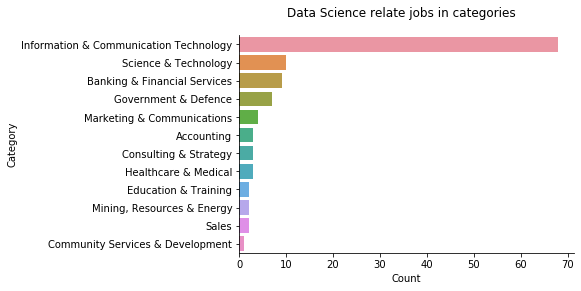 Data Science relate jobs in categories
Information & Communication Technology
Science & Technology
Banking & Financial Services
Government & Defence
Marketing & Communications
Accounting
Consulting & Strategy
Healthcare & Medical
Education & Training
Mining, Resources & Energy
Sales
Community Services & Development
Category
0 10 20 30 40 50 60 70
Count